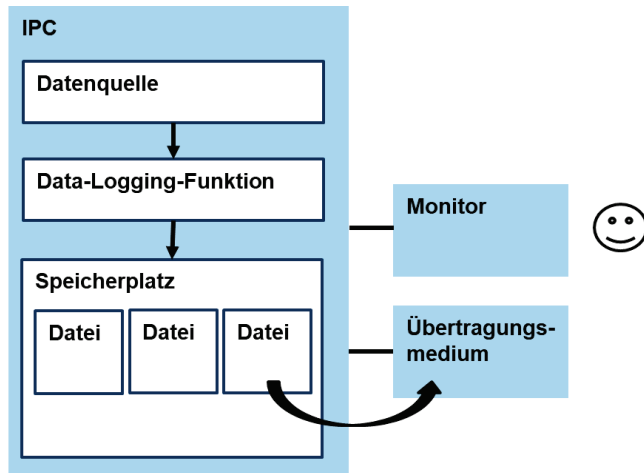 IPC
Datenquelle
Data-Logging-Funktion
Speicherplatz
Datei
Datei
Datei
Monitor
Übertragungs-
medium